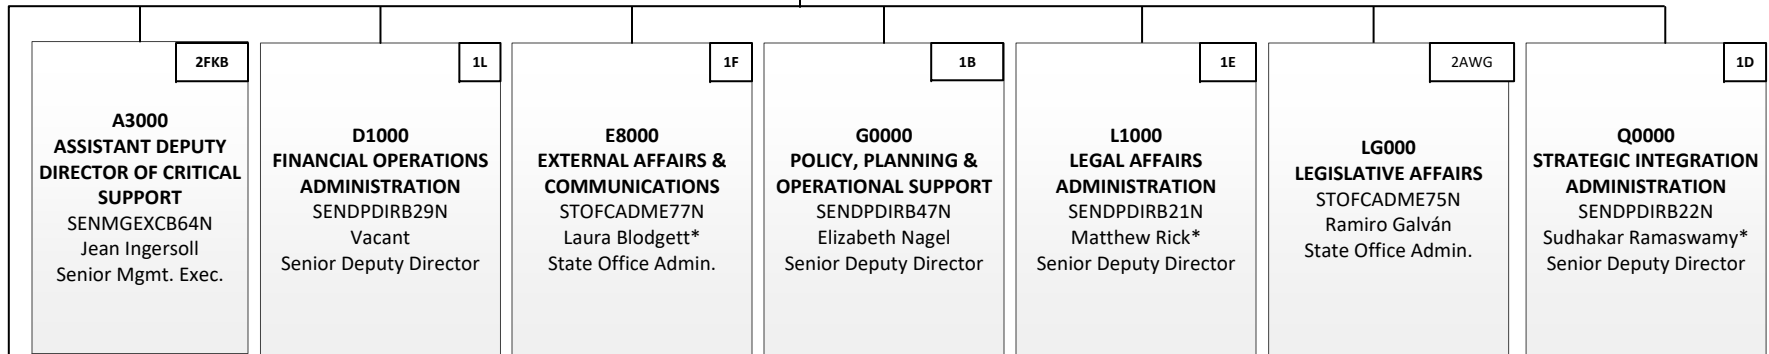 2FKB
A3000
ASSISTANT DEPUTY
DIRECTOR OF CRITICAL
SUPPORT
SENMGEXCB64N
Jean Ingersoll
Senior Mgmt. Exec.
1L
D1000
FINANCIAL OPERATIONS
ADMINISTRATION
SENDPDIRB29N
Vacant
Senior Deputy Director
1F
E8000
EXTERNAL AFFAIRS &
COMMUNICATIONS
STOFCADME77N
Laura Blodgett*
State Office Admin.
1B
G0000
POLICY, PLANNING &
OPERATIONAL SUPPORT
SENDPDIRB47N
Elizabeth Nagel
Senior Deputy Director
1E
L1000
LEGAL AFFAIRS
ADMINISTRATION
SENDPDIRB21N
Matthew Rick*
Senior Deputy Director
2AWG
LG000
LEGISLATIVE AFFAIRS
STOFCADME75N
Ramiro Galván
State Office Admin.
1D
Q0000
STRATEGIC INTEGRATION
ADMINISTRATION
SENDPDIRB22N
Sudhakar Ramaswamy*
Senior Deputy Director